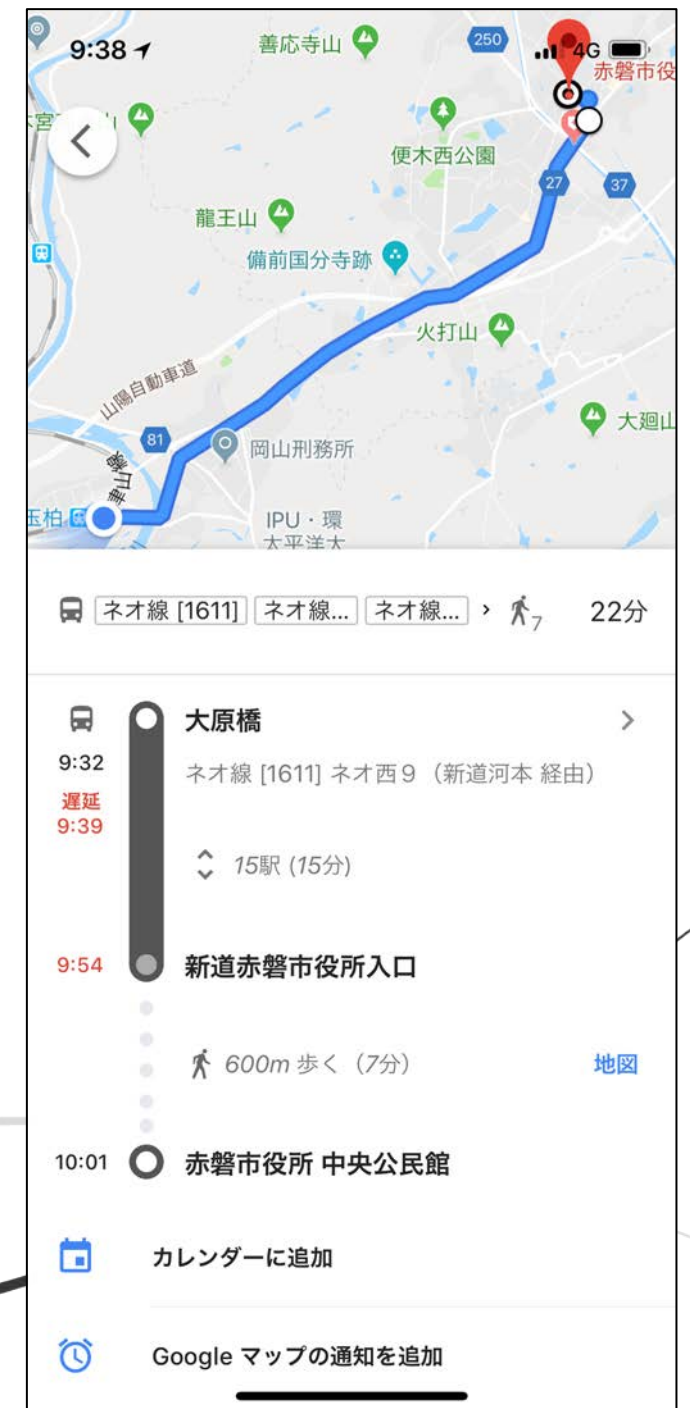 9:38
善応寺山
250
4G
赤磐市役
便木西公園
27
37
龍王山
備前国分寺跡
火打山
山陽自動車道
大廻山
81
岡山刑務所
津山線
玉柏
IPU・環
太平洋大
ネオ線 [1611] ネオ線... ネオ線... 7 22分
大原橋
9:32
ネオ線 [1611] ネオ西9（新道河本 経由）
遅延
9:39
15駅 (15分)
9:54 新道赤磐市役所入口
600m 歩く（7分） 地図
10:01 赤磐市役所 中央公民館
カレンダーに追加
Google マップの通知を追加